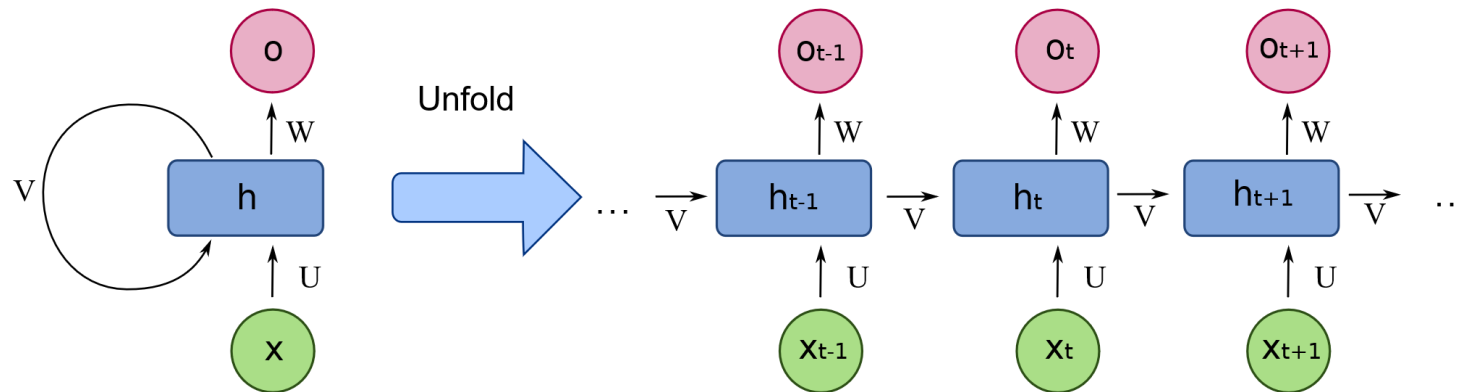 o
ot-1
ot
ot+1
Unfold
W
W
W
W
V
h
...
V
ht-1
V
ht
V
ht+1
V
..
U
U
U
U
x
xt-1
xt
xt+1